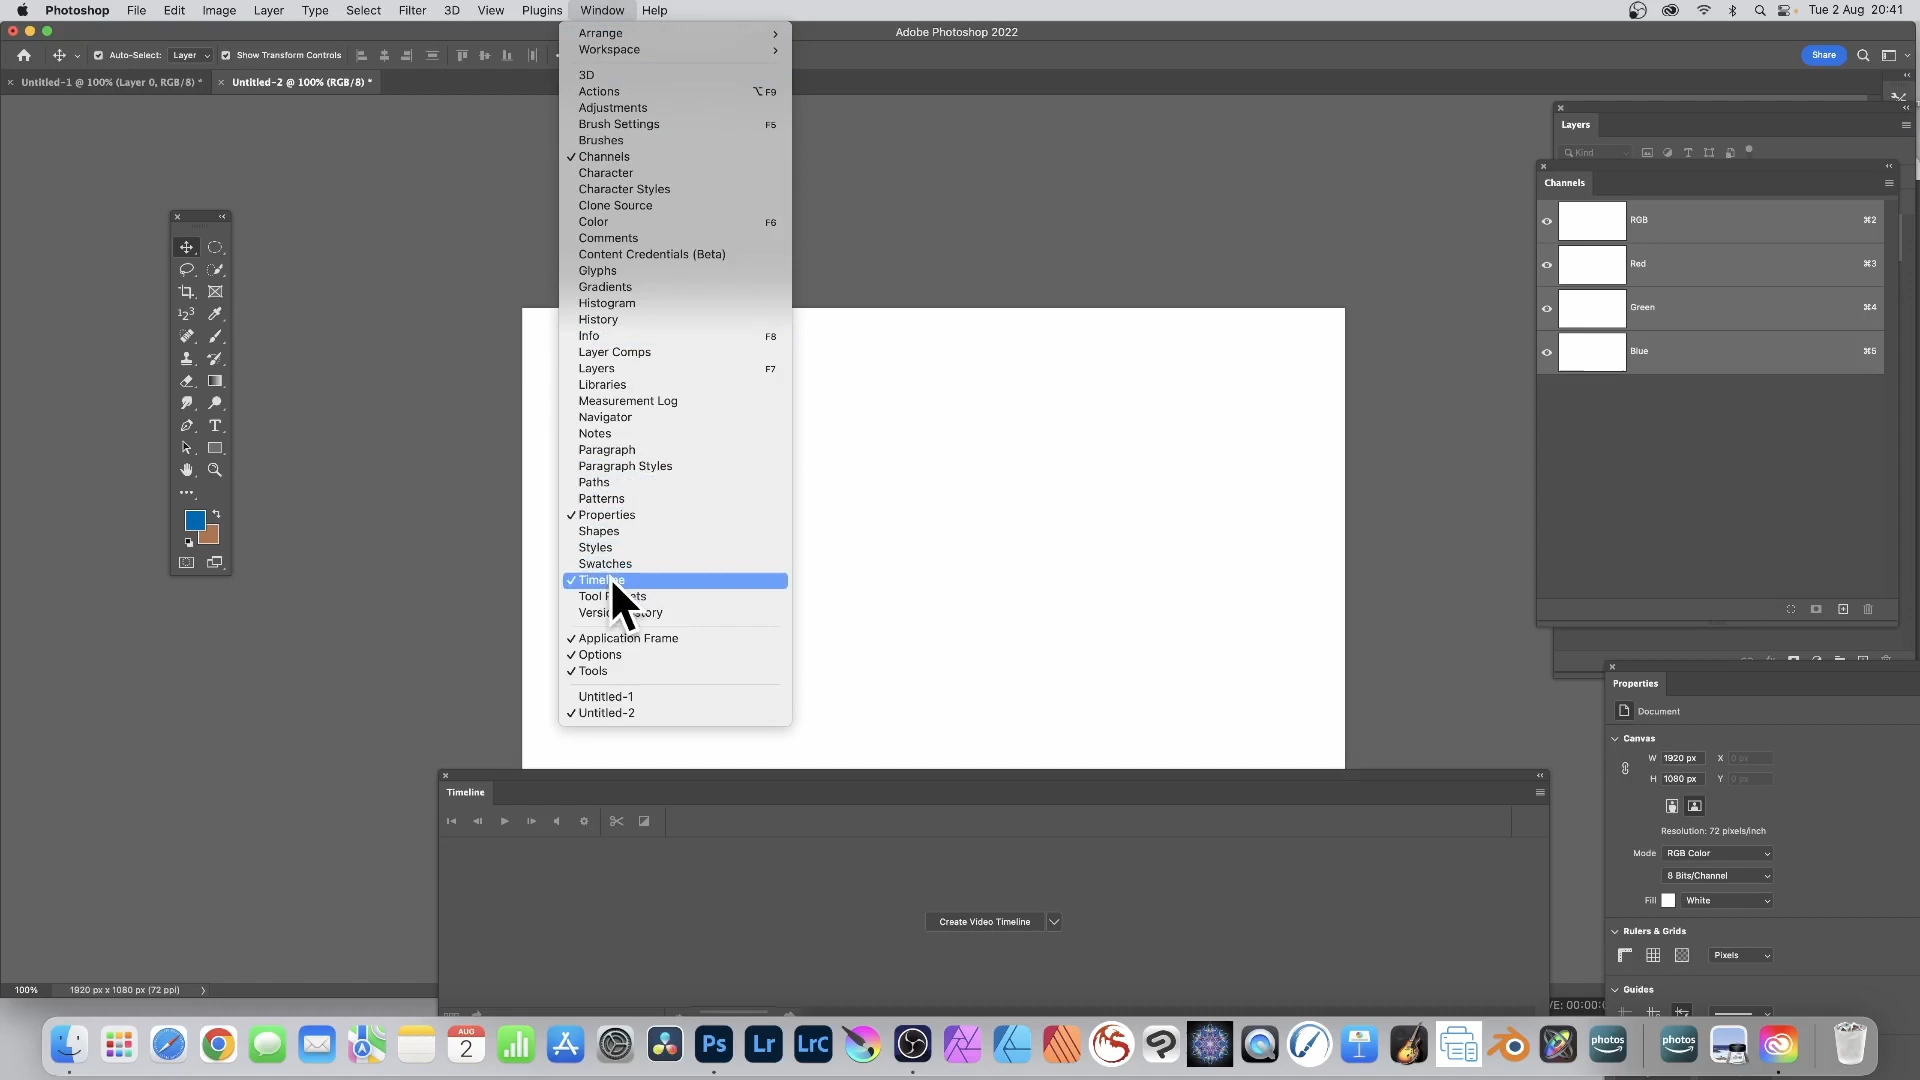 Photoshop File Edit Image Layer Type Select Filter 3D View Plugins Window Help Tue 2 Aug 20:41
Adobe Photoshop 2022
Auto-Select: Layer Show Transform Controls Share
Untitled-1 @ 100% (Layer 0, RGB/8) * Untitled-2 @ 100% (RGB/8) *
Arrange
Workspace
3D
Actions ⌥F9
Adjustments
Brush Settings F5
Brushes
Channels
Character
Character Styles
Clone Source
Color F6
Comments
Content Credentials (Beta)
Glyphs
Gradients
Histogram
History
Info F8
Layer Comps
Layers F7
Libraries
Measurement Log
Navigator
Notes
Paragraph
Paragraph Styles
Paths
Patterns
Properties
Shapes
Styles
Swatches
Timeline
Application Frame
Options
Tools
Untitled-1
Untitled-2
Layers
Kind
Channels
RGB ⌘2
Red ⌘3
Green ⌘4
Blue ⌘5
Properties
Document
Canvas
W 1920 px X 0 px
H 1080 px Y 0 px
Resolution: 72 pixels/inch
Mode RGB Color
8 Bits/Channel
Fill White
Rulers & Grids
Pixels
Guides
Timeline
Create Video Timeline
100% 1920 px x 1080 px (72 ppi)
AUG
2
Ps
Lr
LrC
photos
photos